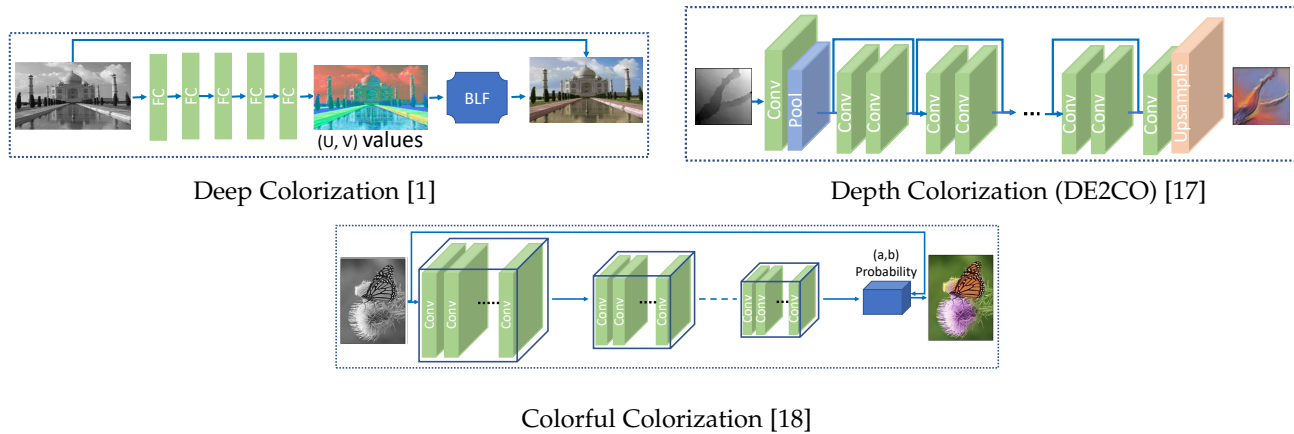 FC FC FC FC FC
BLF
(U, V) values
Deep Colorization [1]
Conv Pool Conv Conv Conv Conv ... Conv Conv Conv Upsample
Depth Colorization (DE2CO) [17]
Conv Conv ..... Conv
Conv Conv .... Conv
Conv Conv ... Conv
(a,b)
Probability
Colorful Colorization [18]